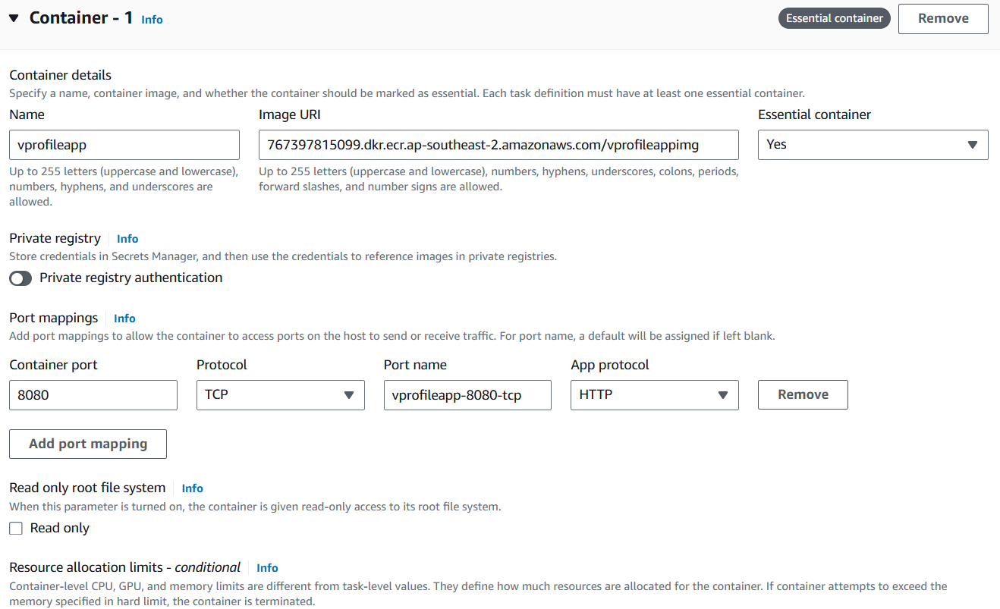 Container - 1 Info Essential container Remove
Container details
Specify a name, container image, and whether the container should be marked as essential. Each task definition must have at least one essential container.
Name Image URI Essential container
vprofileapp 767397815099.dkr.ecr.ap-southeast-2.amazonaws.com/vprofileappimg Yes
Up to 255 letters (uppercase and lowercase), numbers, hyphens, and underscores are allowed.
Up to 255 letters (uppercase and lowercase), numbers, hyphens, underscores, colons, periods, forward slashes, and number signs are allowed.
Private registry Info
Store credentials in Secrets Manager, and then use the credentials to reference images in private registries.
Private registry authentication
Port mappings Info
Add port mappings to allow the container to access ports on the host to send or receive traffic. For port name, a default will be assigned if left blank.
Container port Protocol Port name App protocol
8080 TCP vprofileapp-8080-tcp HTTP Remove
Add port mapping
Read only root file system Info
When this parameter is turned on, the container is given read-only access to its root file system.
Read only
Resource allocation limits - conditional Info
Container-level CPU, GPU, and memory limits are different from task-level values. They define how much resources are allocated for the container. If container attempts to exceed the
memory specified in hard limit, the container is terminated.